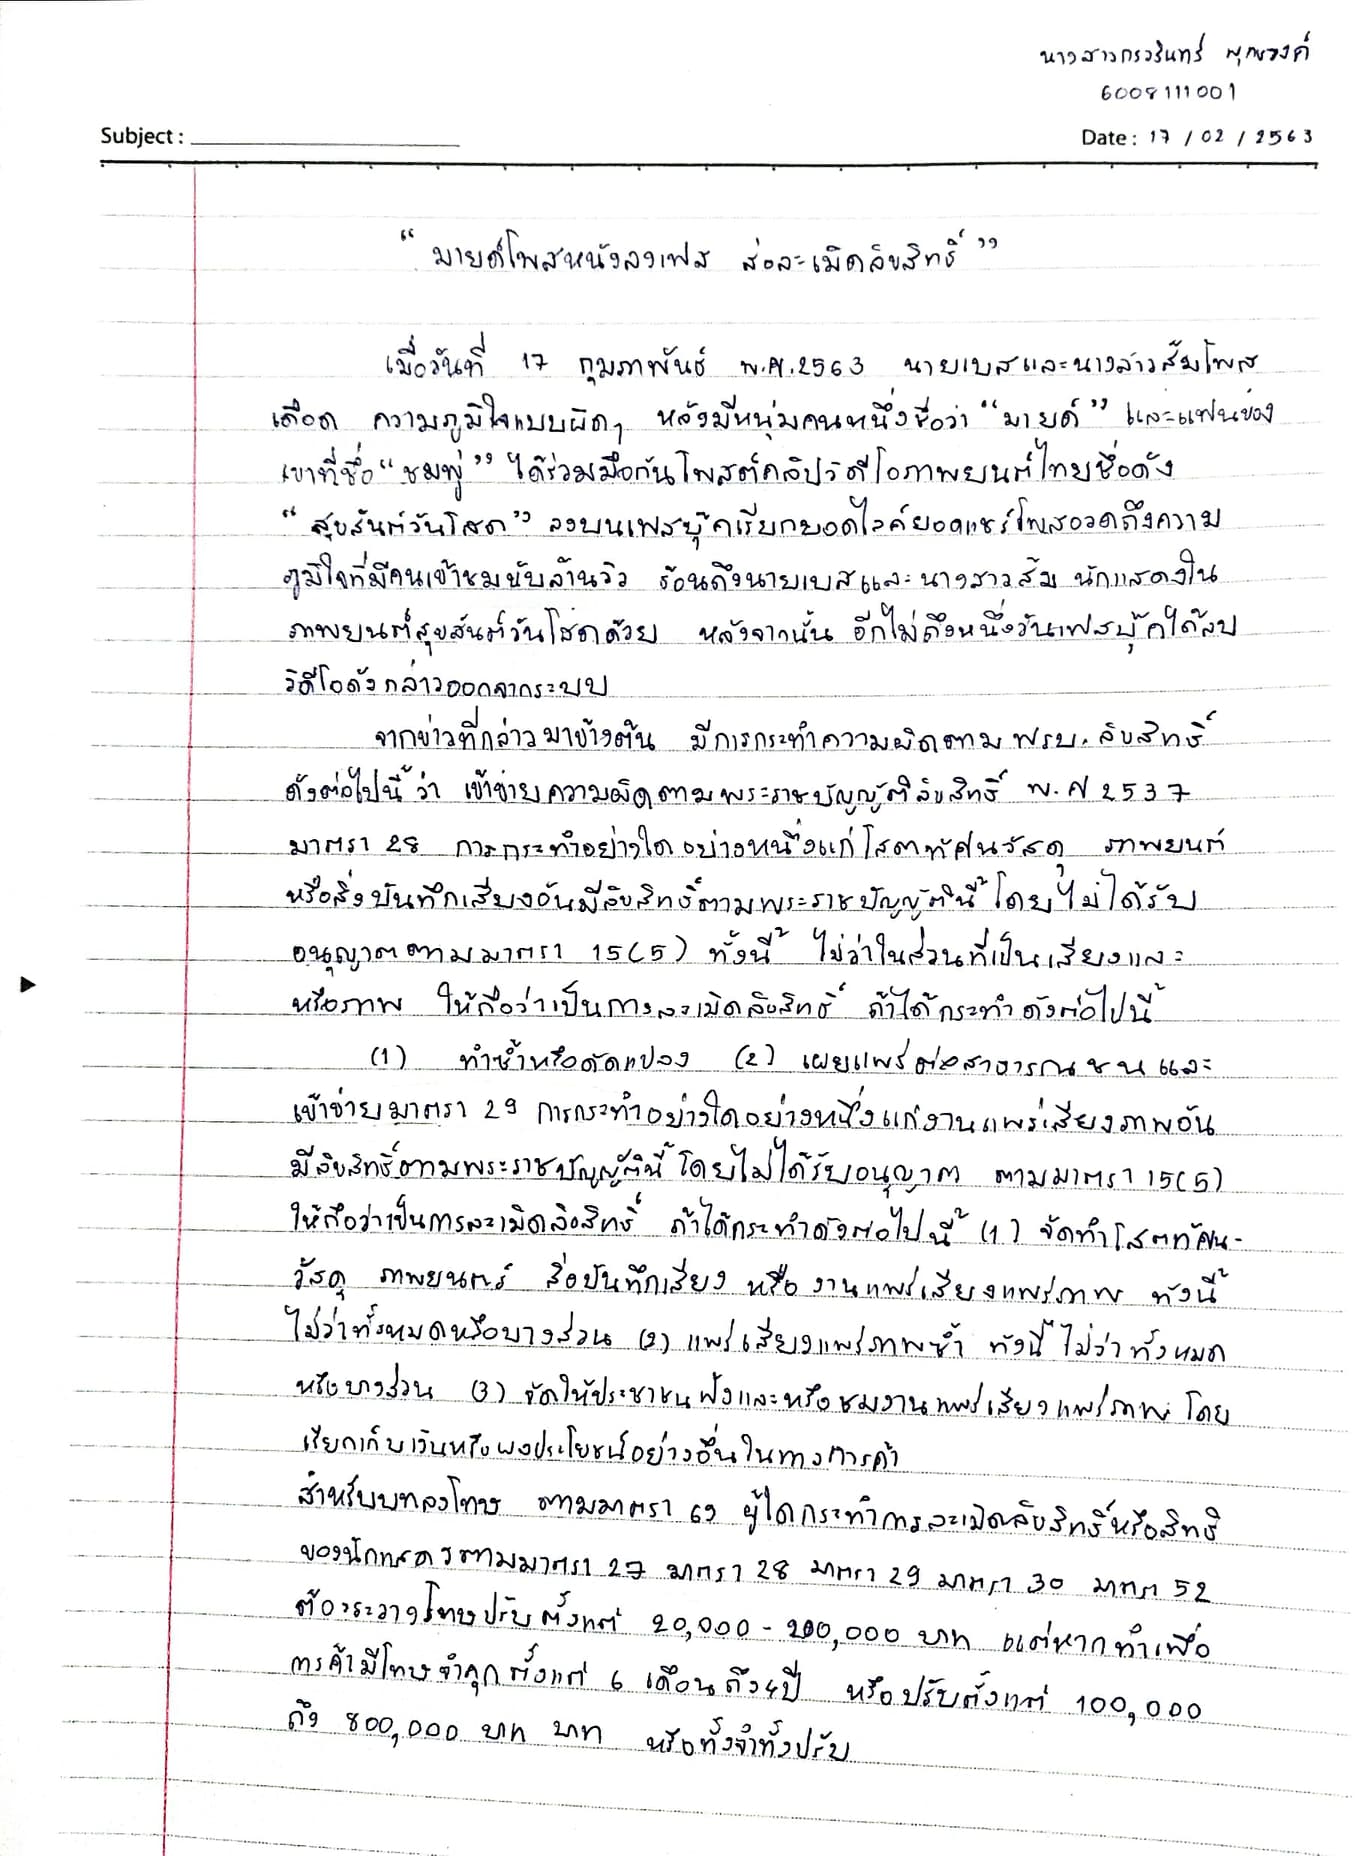 นางสาวกรวรินทร์
6008111001
Subject :
Date : 17 / 02 / 2563
“ มายด์โพสหนังลงเฟส ส่อละเมิดลิขสิทธิ์ ”
เมื่อวันที่ 17 กุมภาพันธ์ พ.ศ.2563 นายเบสและนางสาวส้มโพส
เดือด ความภูมิใจแบบผิดๆ หลังมีหนุ่มคนหนึ่งชื่อว่า “มายด์” และแฟนของ
เขาที่ชื่อ “ชมพู่” ได้ร่วมมือกันโพสต์คลิปวิดีโอภาพยนต์ไทยชื่อดัง
“สุขสันต์วันโสด” ลงบนเฟสบุ๊คเรียกยอดไลค์ยอดแชร์โพสอวดถึงความ
ภูมิใจที่มีคนเข้าชมนับล้านวิว ร้อนถึงนายเบสและนางสาวส้ม นักแสดงใน
ภาพยนต์สุขสันต์วันโสดด้วย หลังจากนั้น อีกไม่ถึงหนึ่งวันเฟสบุ๊คได้ลบ
วิดีโอดังกล่าวออกจากระบบ
จากข่าวที่กล่าวมาข้างต้น มีการกระทำความผิดตามพรบ.ลิขสิทธิ์
ดังต่อไปนี้ ว่า เข้าข่ายความผิดตามพระราชบัญญัติลิขสิทธิ์ พ.ศ 2537
มาตรา 28 การกระทำอย่างใดอย่างหนึ่งแก่โสตทัศนวัสดุ ภาพยนต์
หรือสิ่งบันทึกเสียงอันมีลิขสิทธิ์ตามพระราชบัญญัตินี้ โดยไม่ได้รับ
อนุญาตตามมาตรา 15(5) ทั้งนี้ ไม่ว่าในส่วนที่เป็นเสียงและ
หรือภาพ ให้ถือว่าเป็นการละเมิดลิขสิทธิ์ ถ้าได้กระทำดังต่อไปนี้
(1) ทำซ้ำหรือดัดแปลง (2) เผยแพร่ต่อสาธารณชนและ
เข้าข่ายมาตรา 29 การกระทำอย่างใดอย่างหนึ่งแก่งานแพร่เสียงภาพอัน
มีลิขสิทธิ์ตามพระราชบัญญัตินี้ โดยไม่ได้รับอนุญาต ตามมาตรา 15(5)
ให้ถือว่าเป็นการละเมิดลิขสิทธิ์ ถ้าได้กระทำดังต่อไปนี้ (1) จัดทำโสตทัศน-
วัสดุ ภาพยนตร์ สิ่งบันทึกเสียง หรืองานแพร่เสียงแพร่ภาพ ทั้งนี้
ไม่ว่าทั้งหมดหรือบางส่วน (2) แพร่เสียงแพร่ภาพซ้ำ ทั้งนี้ ไม่ว่าทั้งหมด
หรือบางส่วน (3) จัดให้ประชาชนฟังและหรือชมงานแพร่เสียงแพร่ภาพ โดย
เรียกเก็บเงินหรือผลประโยชน์อย่างอื่นในทางการค้า
สำหรับบทลงโทษ ตามมาตรา 69 ผู้ใดกระทำการละเมิดลิขสิทธิ์หรือสิทธิ
ของนักแสดงตามมาตรา 27 มาตรา 28 มาตรา 29 มาตรา 30 มาตรา 52
ต้องระวางโทษปรับตั้งแต่ 20,000 - 200,000 บาท แต่หากทำเพื่อ
การค้ามีโทษจำคุกตั้งแต่ 6 เดือนถึง4ปี หรือปรับตั้งแต่ 100,000
ถึง 800,000 บาท บาท หรือทั้งจำทั้งปรับ